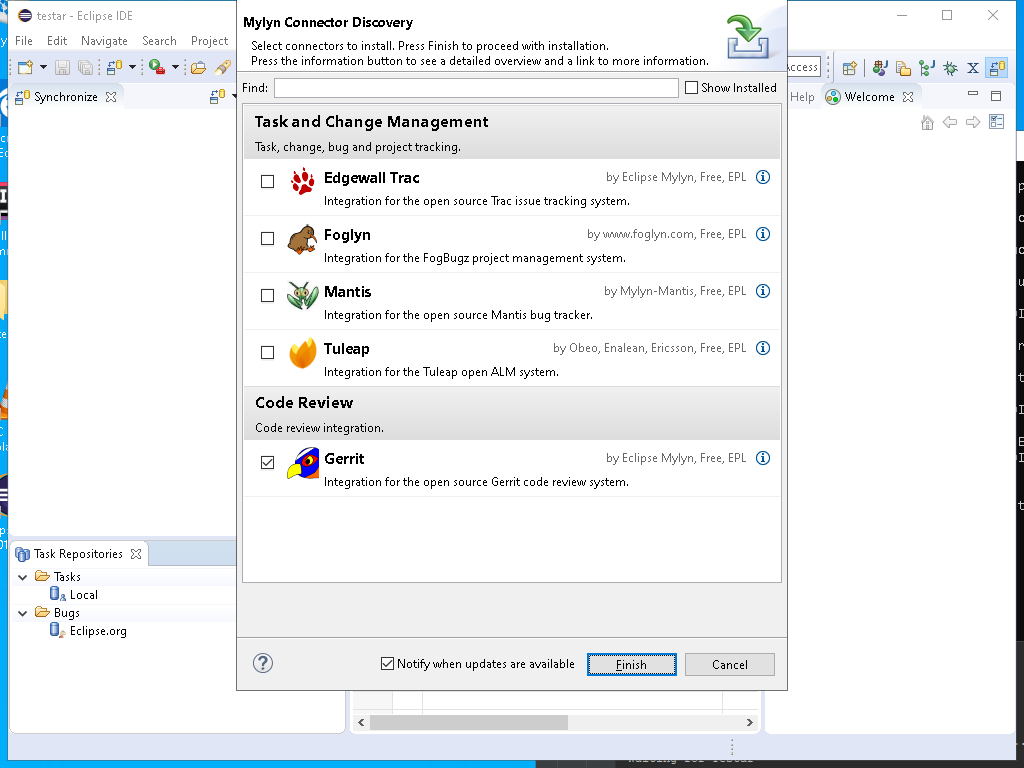 testar - Eclipse IDE
File Edit Navigate Search Project
Access
Synchronize
Help
Welcome
Mylyn Connector Discovery
Select connectors to install. Press Finish to proceed with installation.
Press the information button to see a detailed overview and a link to more information.
Find:
Show Installed
Task and Change Management
Task, change, bug and project tracking.
Edgewall Trac
by Eclipse Mylyn, Free, EPL
Integration for the open source Trac issue tracking system.
Foglyn
by www.foglyn.com, Free, EPL
Integration for the FogBugz project management system.
Mantis
by Mylyn-Mantis, Free, EPL
Integration for the open source Mantis bug tracker.
Tuleap
by Obeo, Enalean, Ericsson, Free, EPL
Integration for the Tuleap open ALM system.
Code Review
Code review integration.
Gerrit
by Eclipse Mylyn, Free, EPL
Integration for the open source Gerrit code review system.
Task Repositories
Tasks
Local
Bugs
Eclipse.org
Notify when updates are available
Finish
Cancel